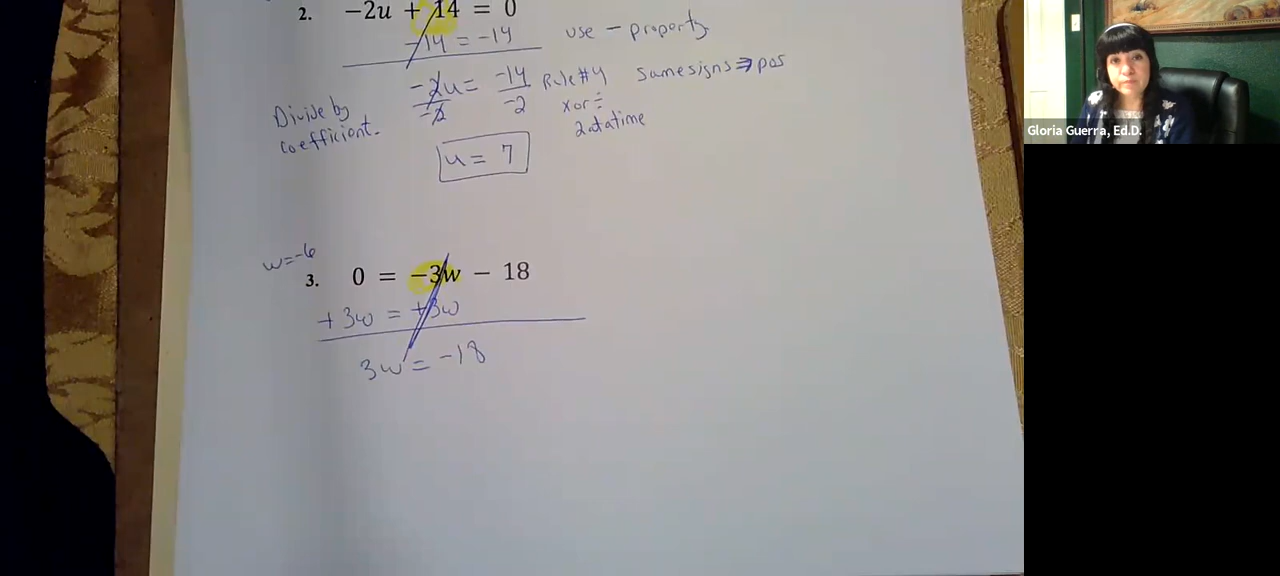 2. −2u + 14 = 0
-14 = -14 use - property
-2u = -14 Rule #4 same signs ⇒ pos
-2 -2 x or ÷
2 at a time
Divide by
coefficient.
u = 7
w = -6
3. 0 = −3w − 18
+3w = +3w
3w = -18
Gloria Guerra, Ed.D.